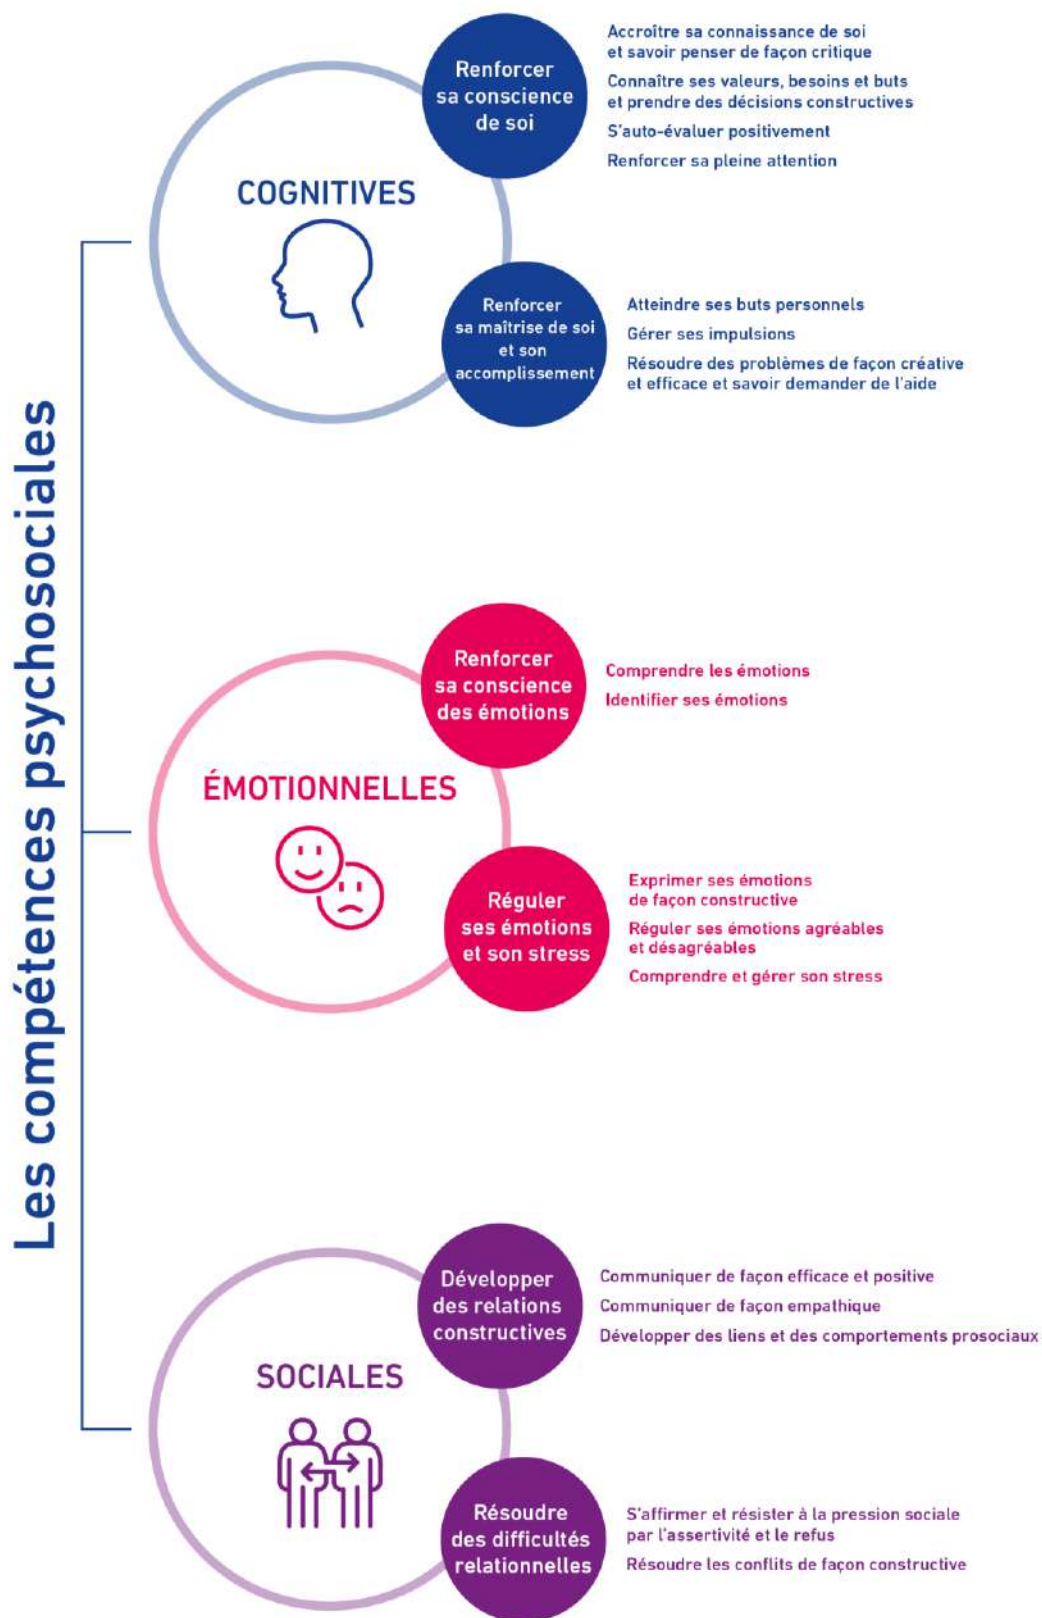 Les compétences psychosociales
COGNITIVES
Renforcer
sa conscience
de soi
Accroître sa connaissance de soi
et savoir penser de façon critique
Connaître ses valeurs, besoins et buts
et prendre des décisions constructives
S'auto-évaluer positivement
Renforcer sa pleine attention
Renforcer
sa maîtrise de soi
et son
accomplissement
Atteindre ses buts personnels
Gérer ses impulsions
Résoudre des problèmes de façon créative
et efficace et savoir demander de l'aide
ÉMOTIONNELLES
Renforcer
sa conscience
des émotions
Comprendre les émotions
Identifier ses émotions
Réguler
ses émotions
et son stress
Exprimer ses émotions
de façon constructive
Réguler ses émotions agréables
et désagréables
Comprendre et gérer son stress
SOCIALES
Développer
des relations
constructives
Communiquer de façon efficace et positive
Communiquer de façon empathique
Développer des liens et des comportements prosociaux
Résoudre
des difficultés
relationnelles
S'affirmer et résister à la pression sociale
par l'assertivité et le refus
Résoudre les conflits de façon constructive